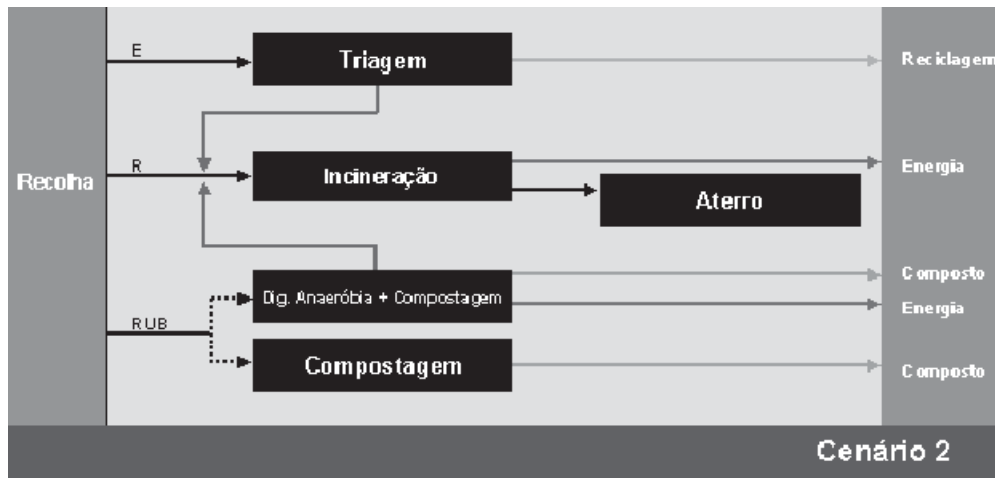 E
Triagem
Reciclagem
R
Recolha
Incineração
Energia
Aterro
Dig. Anaeróbia + Compostagem
Composto
Energia
RUB
Compostagem
Composto
Cenário 2